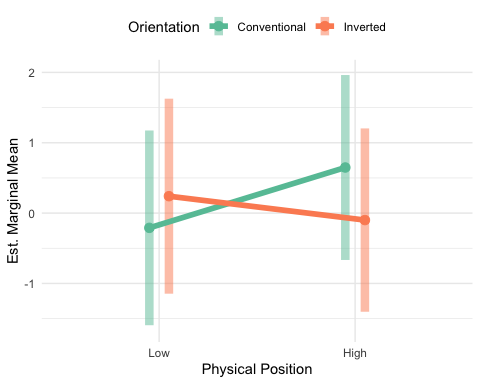 Orientation Conventional Inverted
2
1
0
-1
Est. Marginal Mean
Low High
Physical Position